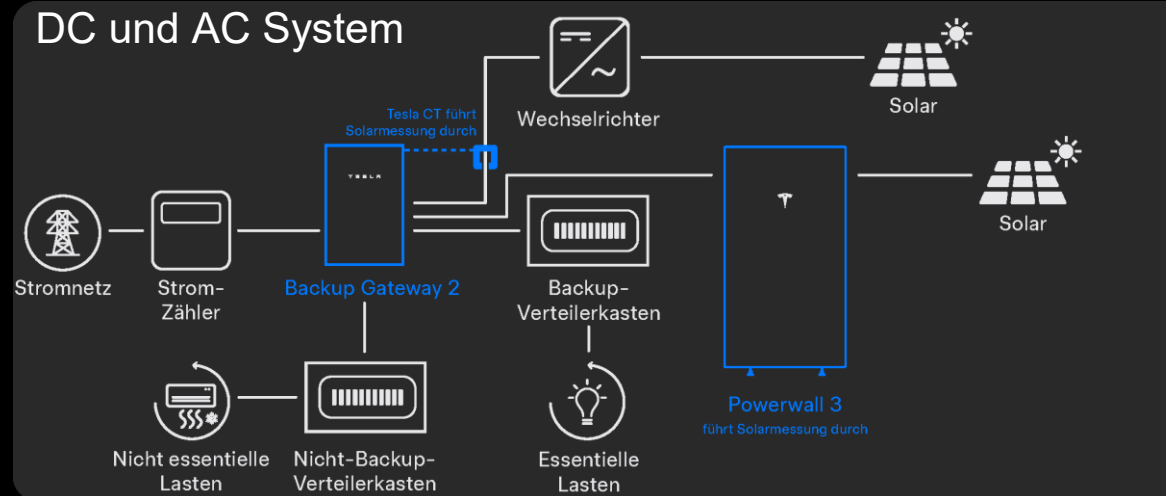 DC und AC System
Tesla CT führt
Solarmessung durch
Wechselrichter
Solar
TESLA
Solar
Stromnetz
Strom-
Zähler
Backup Gateway 2
Backup-
Verteilerkasten
Powerwall 3
führt Solarmessung durch
Nicht essentielle
Lasten
Nicht-Backup-
Verteilerkasten
Essentielle
Lasten